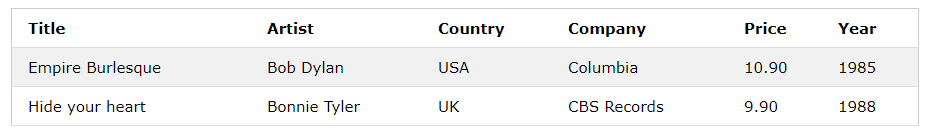 Title Artist Country Company Price Year
Empire Burlesque Bob Dylan USA Columbia 10.90 1985
Hide your heart Bonnie Tyler UK CBS Records 9.90 1988